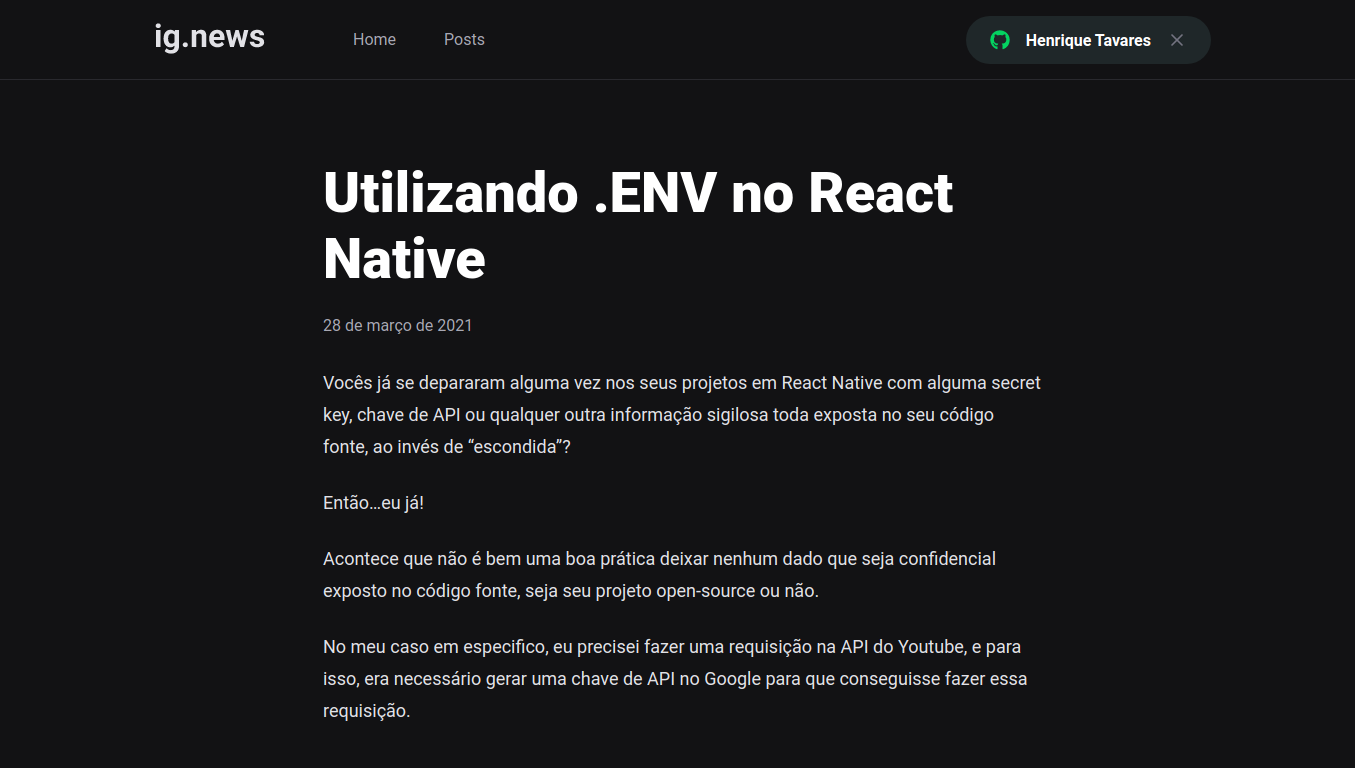 ig.news
Home
Posts
Henrique Tavares
Utilizando .ENV no React
Native
28 de março de 2021
Vocês já se depararam alguma vez nos seus projetos em React Native com alguma secret
key, chave de API ou qualquer outra informação sigilosa toda exposta no seu código
fonte, ao invés de “escondida”?
Então…eu já!
Acontece que não é bem uma boa prática deixar nenhum dado que seja confidencial
exposto no código fonte, seja seu projeto open-source ou não.
No meu caso em especifico, eu precisei fazer uma requisição na API do Youtube, e para
isso, era necessário gerar uma chave de API no Google para que conseguisse fazer essa
requisição.